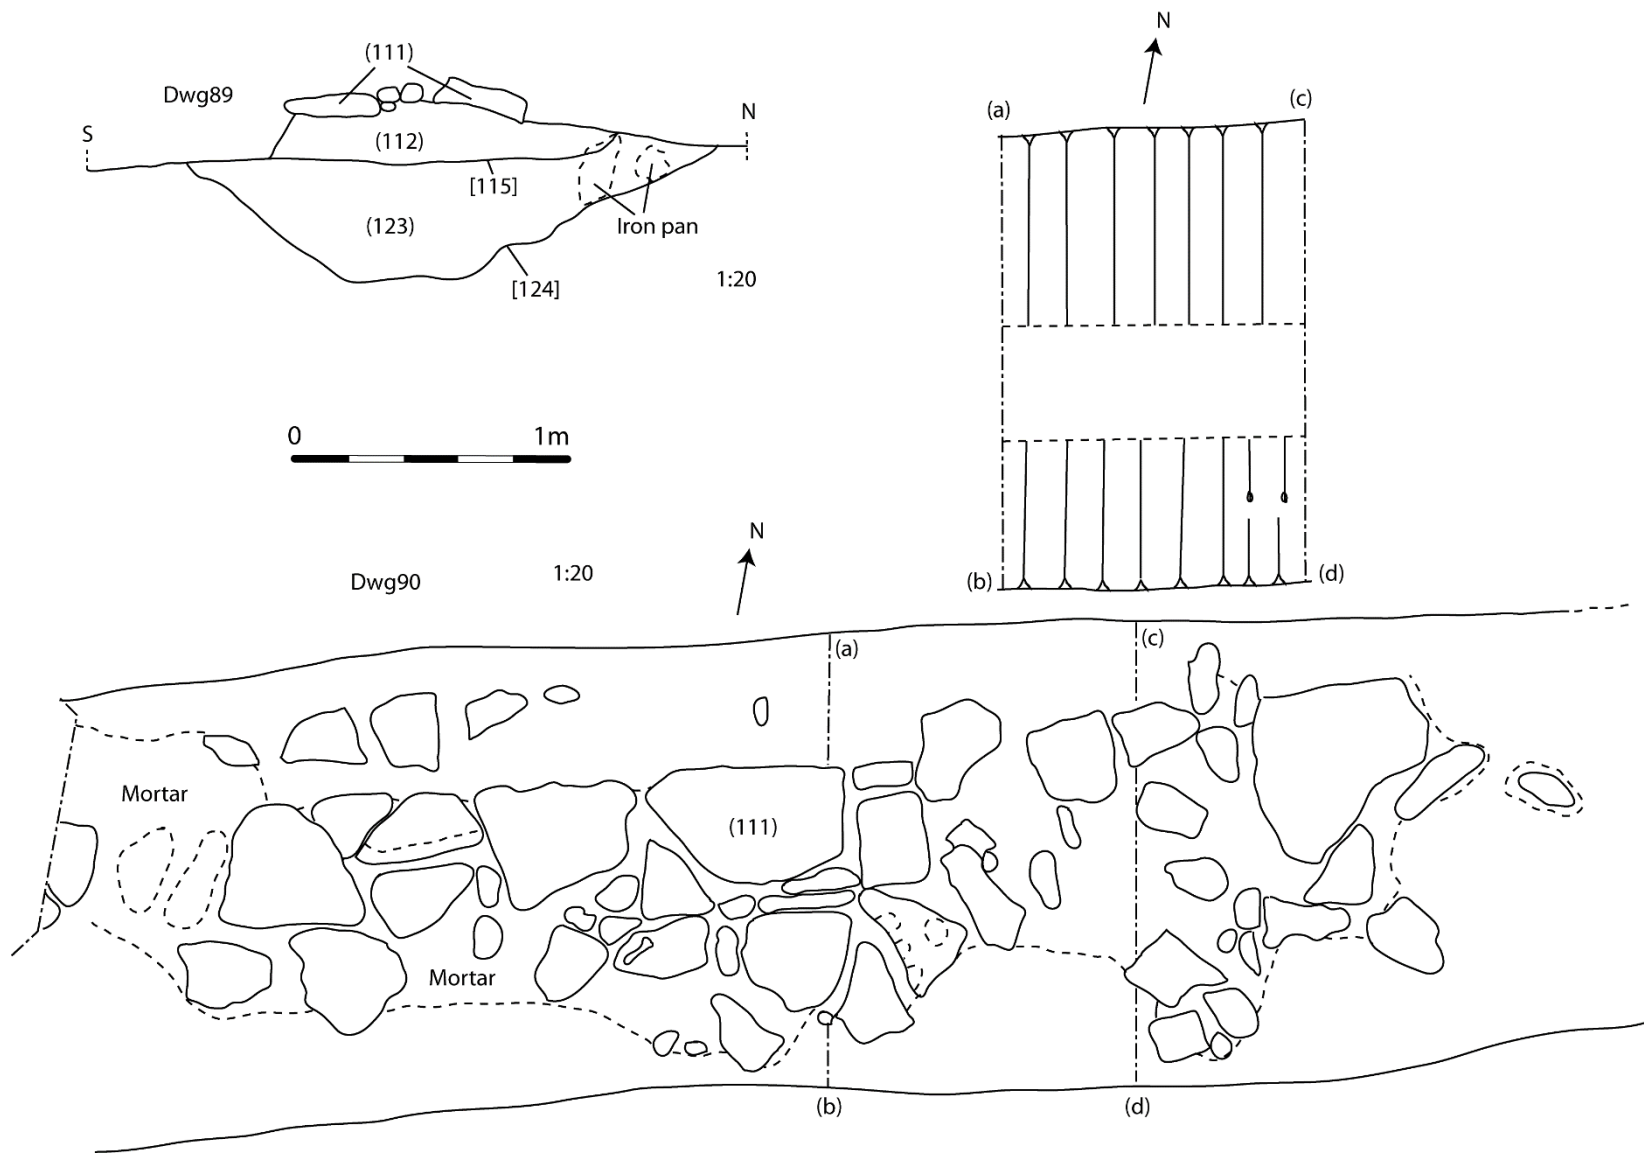 (111)
Dwg89
S
N
(112)
[115]
(123)
Iron pan
[124]
1:20
N
(a)
(c)
(b)
(d)
0 1m
Dwg90
1:20
N
(a)
(c)
Mortar
(111)
Mortar
(b)
(d)